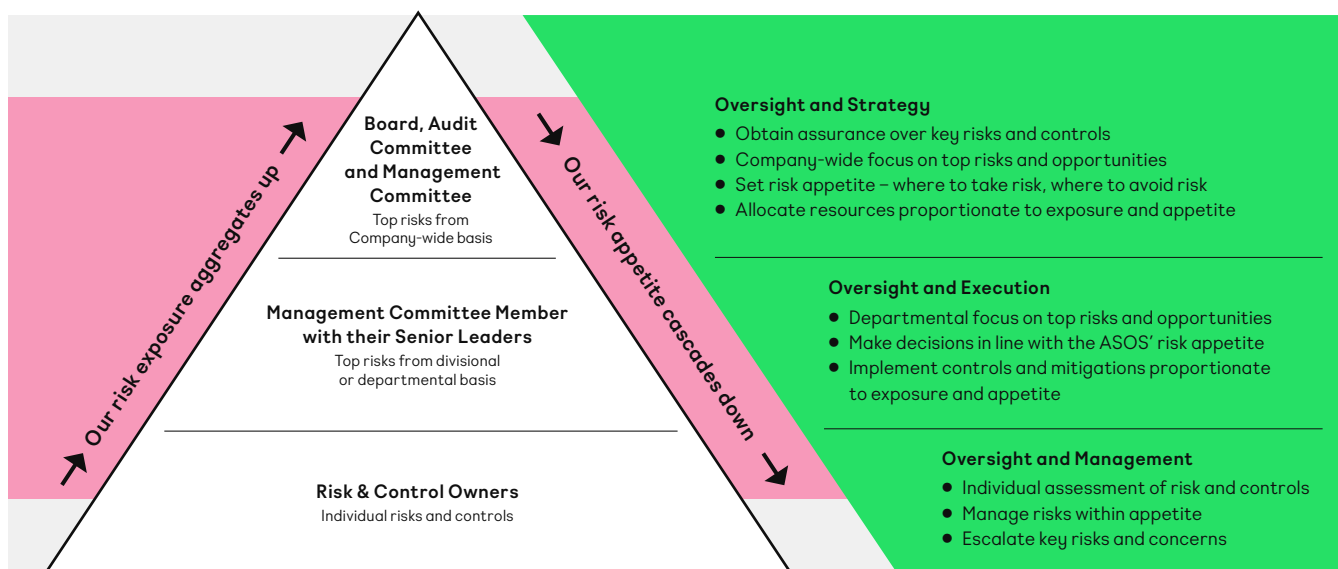 Our risk exposure aggregates up
Board, Audit
Committee
and Management
Committee
Top risks from
Company-wide basis
Management Committee Member
with their Senior Leaders
Top risks from divisional
or departmental basis
Risk & Control Owners
Individual risks and controls
Our risk appetite cascades down
Oversight and Strategy
● Obtain assurance over key risks and controls
● Company-wide focus on top risks and opportunities
● Set risk appetite – where to take risk, where to avoid risk
● Allocate resources proportionate to exposure and appetite
Oversight and Execution
● Departmental focus on top risks and opportunities
● Make decisions in line with the ASOS’ risk appetite
● Implement controls and mitigations proportionate
to exposure and appetite
Oversight and Management
● Individual assessment of risk and controls
● Manage risks within appetite
● Escalate key risks and concerns